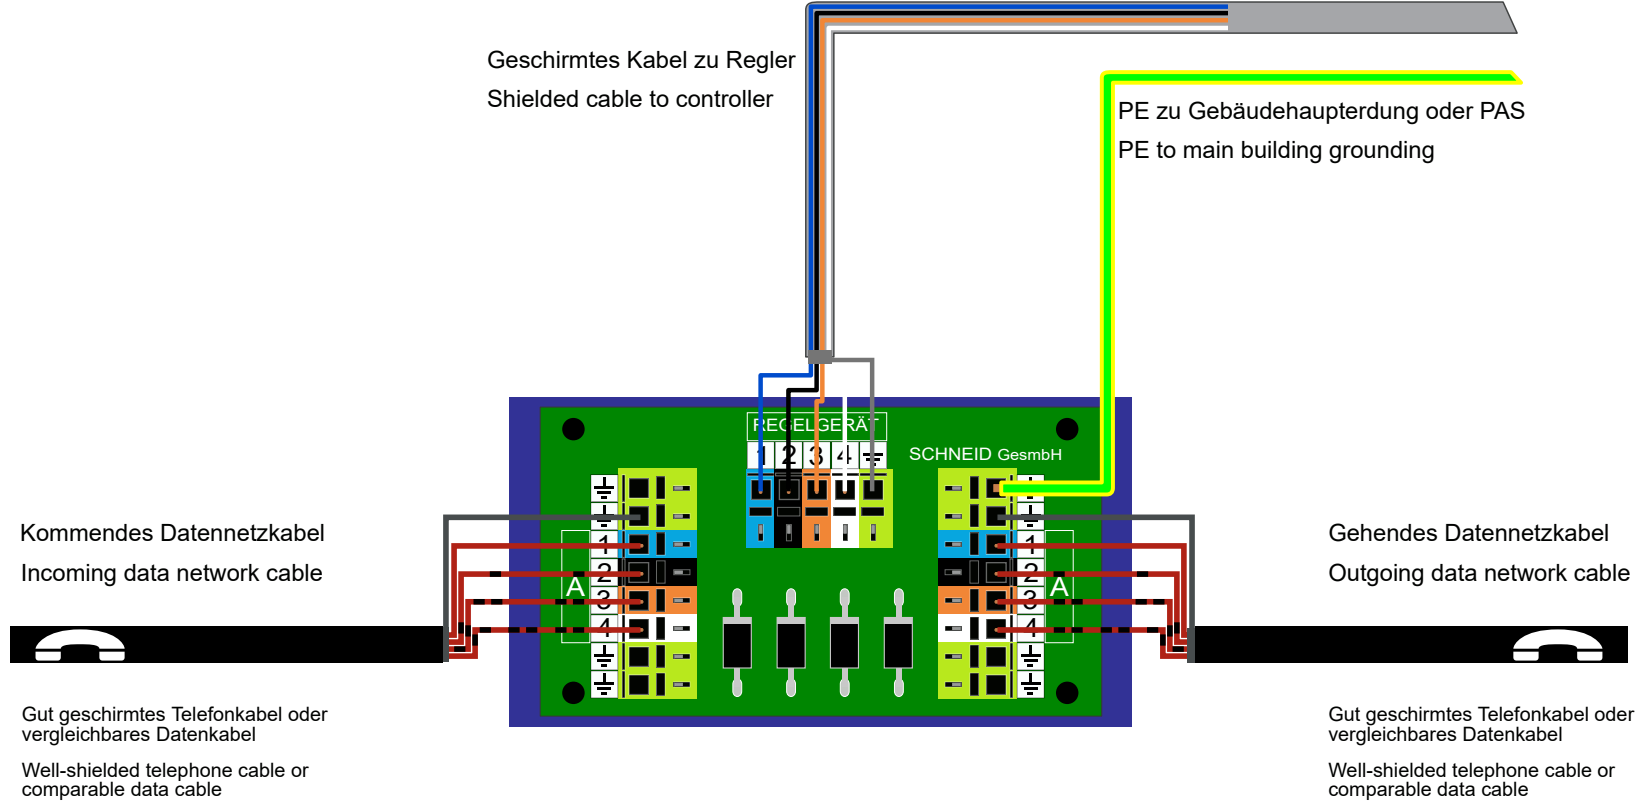 Geschirmtes Kabel zu Regler
Shielded cable to controller
PE zu Gebäudehaupterdung oder PAS
PE to main building grounding
REGELGERÄT
1 2 3 4
SCHNEID GesmbH
Kommendes Datennetzkabel
Incoming data network cable
1
2
3
4
A
1
2
3
4
A
Gehendes Datennetzkabel
Outgoing data network cable
Gut geschirmtes Telefonkabel oder
vergleichbares Datenkabel
Well-shielded telephone cable or
comparable data cable
Gut geschirmtes Telefonkabel oder
vergleichbares Datenkabel
Well-shielded telephone cable or
comparable data cable